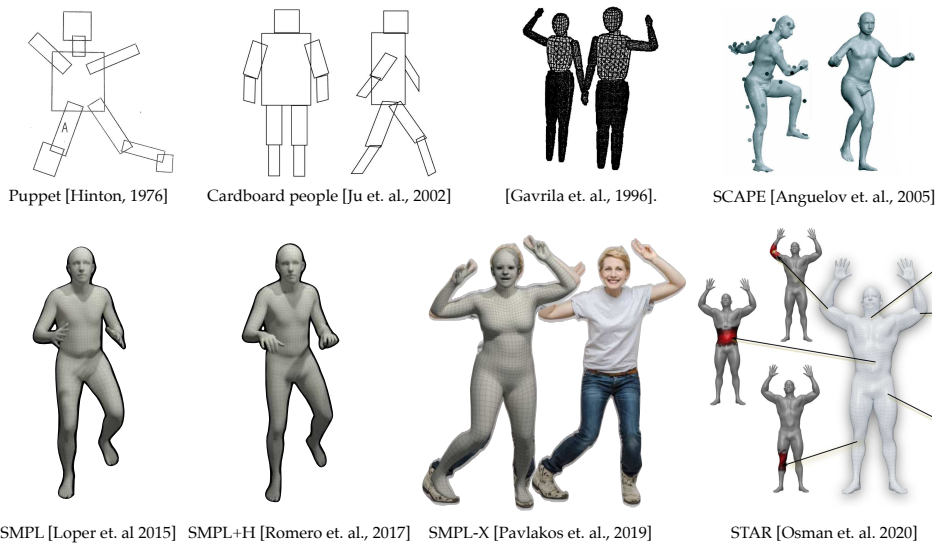 A
Puppet [Hinton, 1976]
Cardboard people [Ju et. al., 2002]
[Gavrila et. al., 1996].
SCAPE [Anguelov et. al., 2005]
SMPL [Loper et. al 2015]
SMPL+H [Romero et. al., 2017]
SMPL-X [Pavlakos et. al., 2019]
STAR [Osman et. al. 2020]